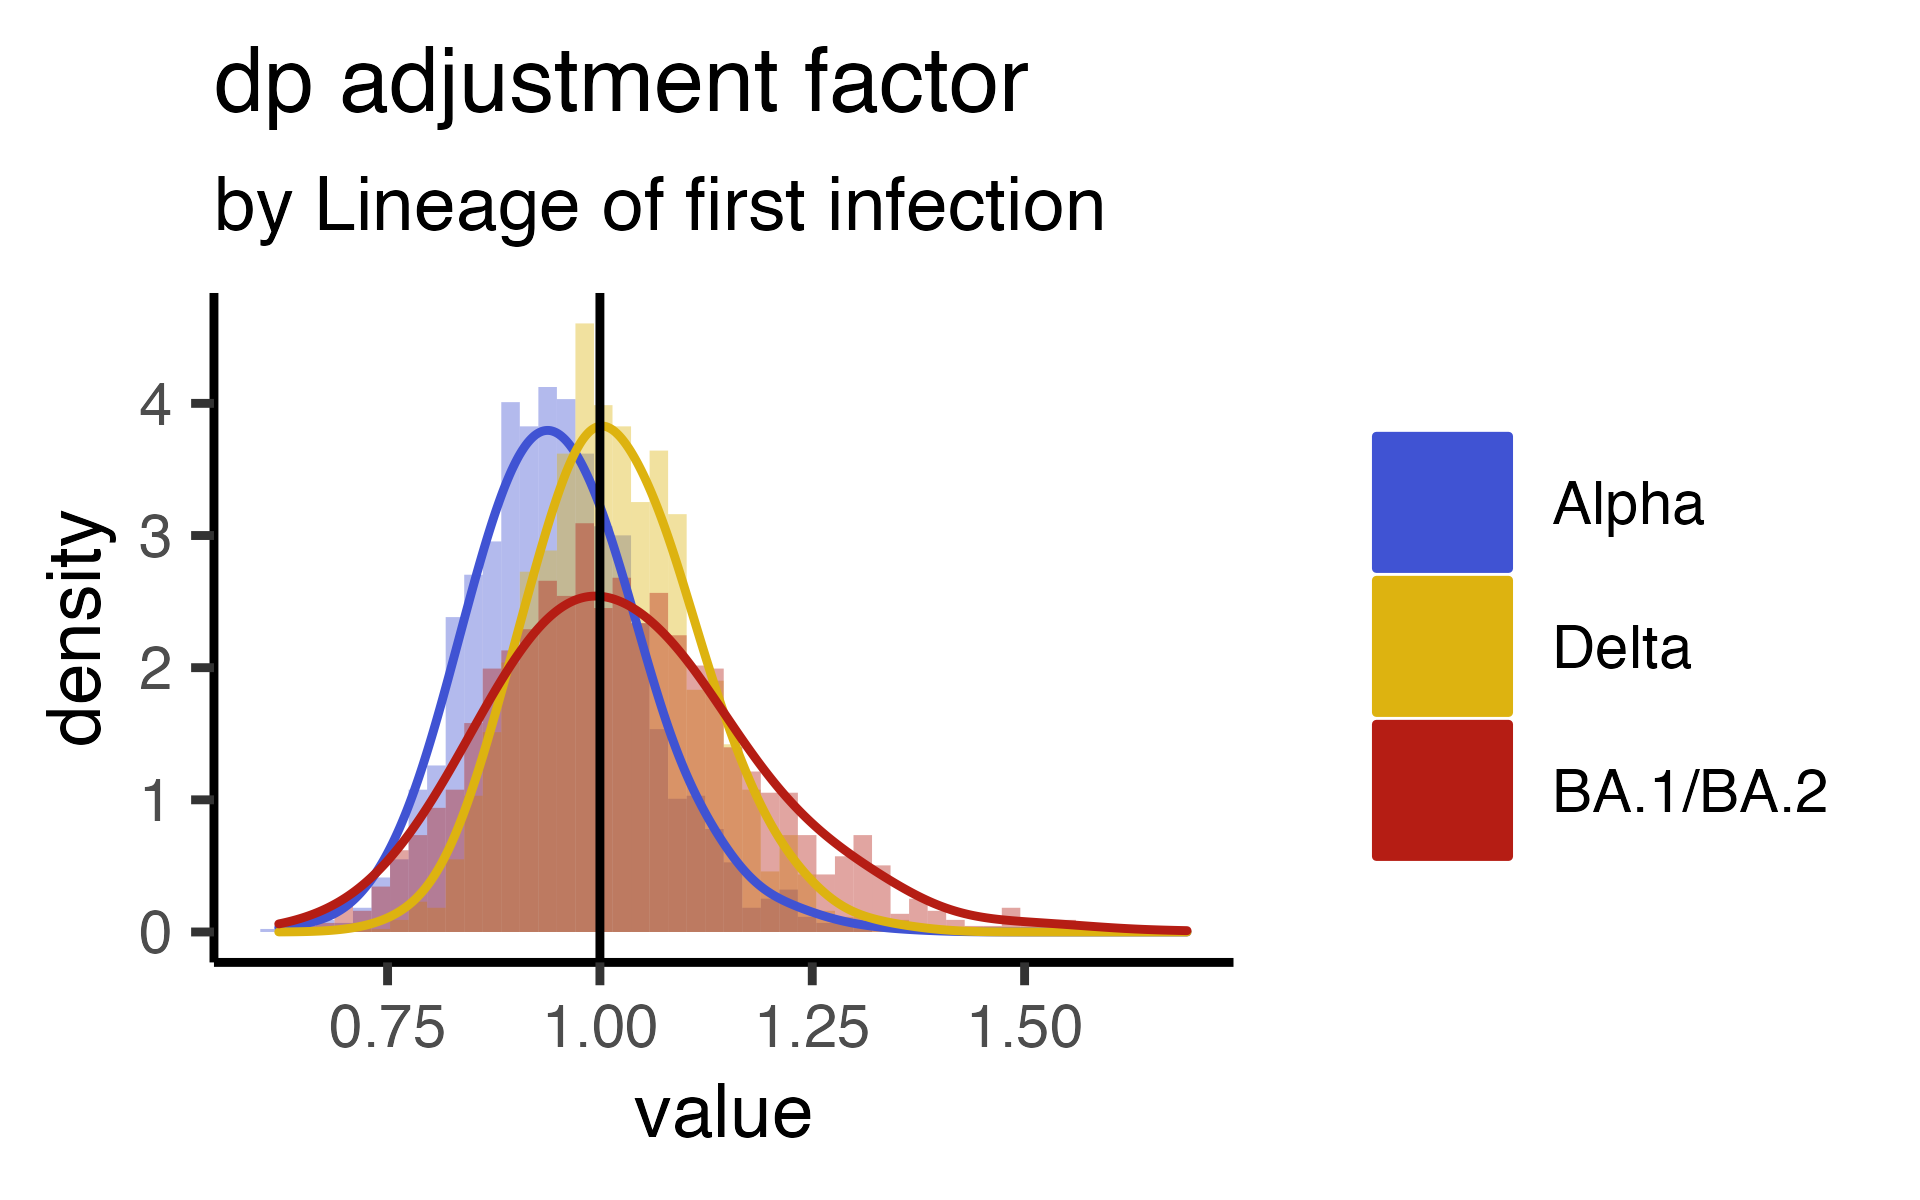 dp adjustment factor
by Lineage of first infection
density
4
3
2
1
0
0.75 1.00 1.25 1.50
value
Alpha
Delta
BA.1/BA.2